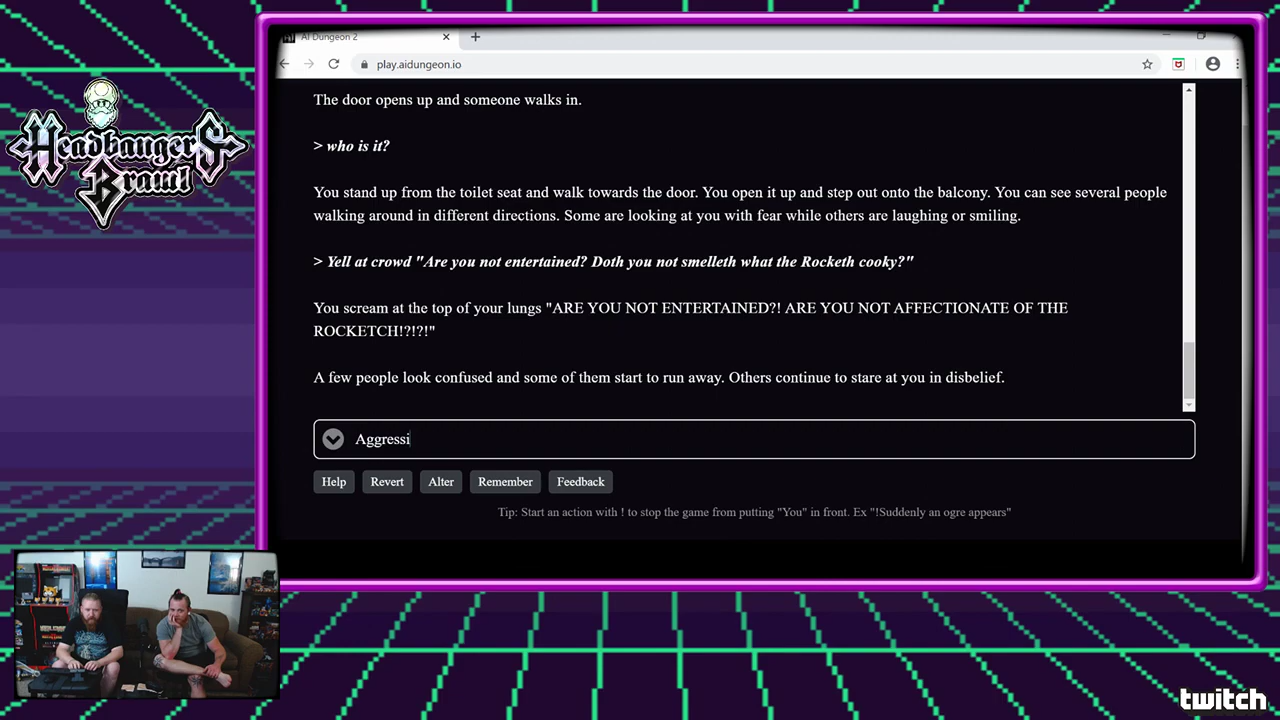 AI Dungeon 2
play.aidungeon.io
Headbangers
Brawl
The door opens up and someone walks in.
> who is it?
You stand up from the toilet seat and walk towards the door. You open it up and step out onto the balcony. You can see several people
walking around in different directions. Some are looking at you with fear while others are laughing or smiling.
> Yell at crowd "Are you not entertained? Doth you not smelleth what the Rocketh cooky?"
You scream at the top of your lungs "ARE YOU NOT ENTERTAINED?! ARE YOU NOT AFFECTIONATE OF THE
ROCKETCH!?!?!"
A few people look confused and some of them start to run away. Others continue to stare at you in disbelief.
Aggressi
Help Revert Alter Remember Feedback
Tip: Start an action with ! to stop the game from putting "You" in front. Ex "!Suddenly an ogre appears"
twitch